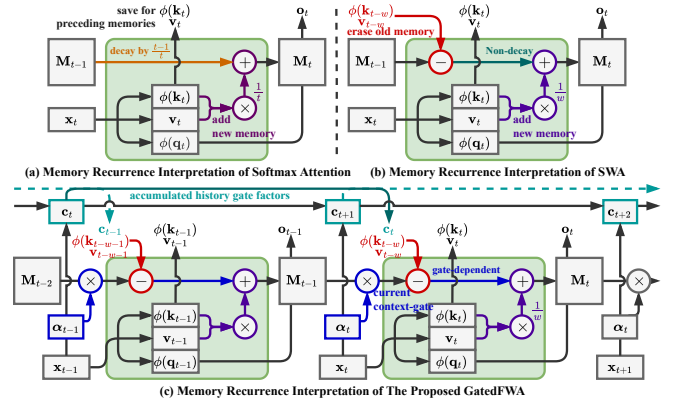 save for
preceding memories
ϕ(k_t)
v_t
o_t
M_{t−1}
decay by \frac{t−1}{t}
+
M_t
\frac{1}{t}
×
x_t
ϕ(k_t)
v_t
ϕ(q_t)
add
new memory
(a) Memory Recurrence Interpretation of Softmax Attention
ϕ(k_{t−w})
v_{t−w}
erase old memory
ϕ(k_t)
v_t
o_t
M_{t−1}
−
Non-decay
+
M_t
\frac{1}{w}
×
x_t
ϕ(k_t)
v_t
ϕ(q_t)
add
new memory
(b) Memory Recurrence Interpretation of SWA
accumulated history gate factors
c_t
c_{t+1}
c_{t+2}
c_{t−1}
c_t
ϕ(k_{t−w−1})
v_{t−w−1}
ϕ(k_{t−1})
v_{t−1}
o_{t−1}
ϕ(k_{t−w})
v_{t−w}
ϕ(k_t)
v_t
o_t
M_{t−2}
×
−
+
M_{t−1}
×
−
gate-dependent
+
M_t
×
current
context-gate
α_{t−1}
ϕ(k_{t−1})
v_{t−1}
ϕ(q_{t−1})
×
α_t
ϕ(k_t)
v_t
ϕ(q_t)
\frac{1}{w}
×
α_t
x_{t−1}
x_t
x_{t+1}
(c) Memory Recurrence Interpretation of The Proposed GatedFWA